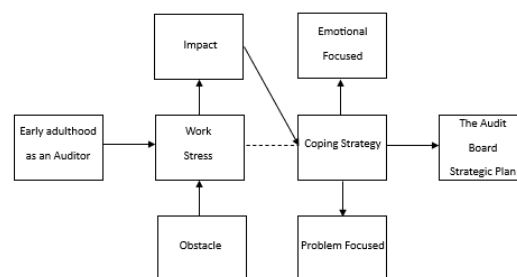 Impact
Emotional
Focused
Early adulthood
as an Auditor
Work
Stress
Coping Strategy
The Audit
Board
Strategic Plan
Obstacle
Problem Focused